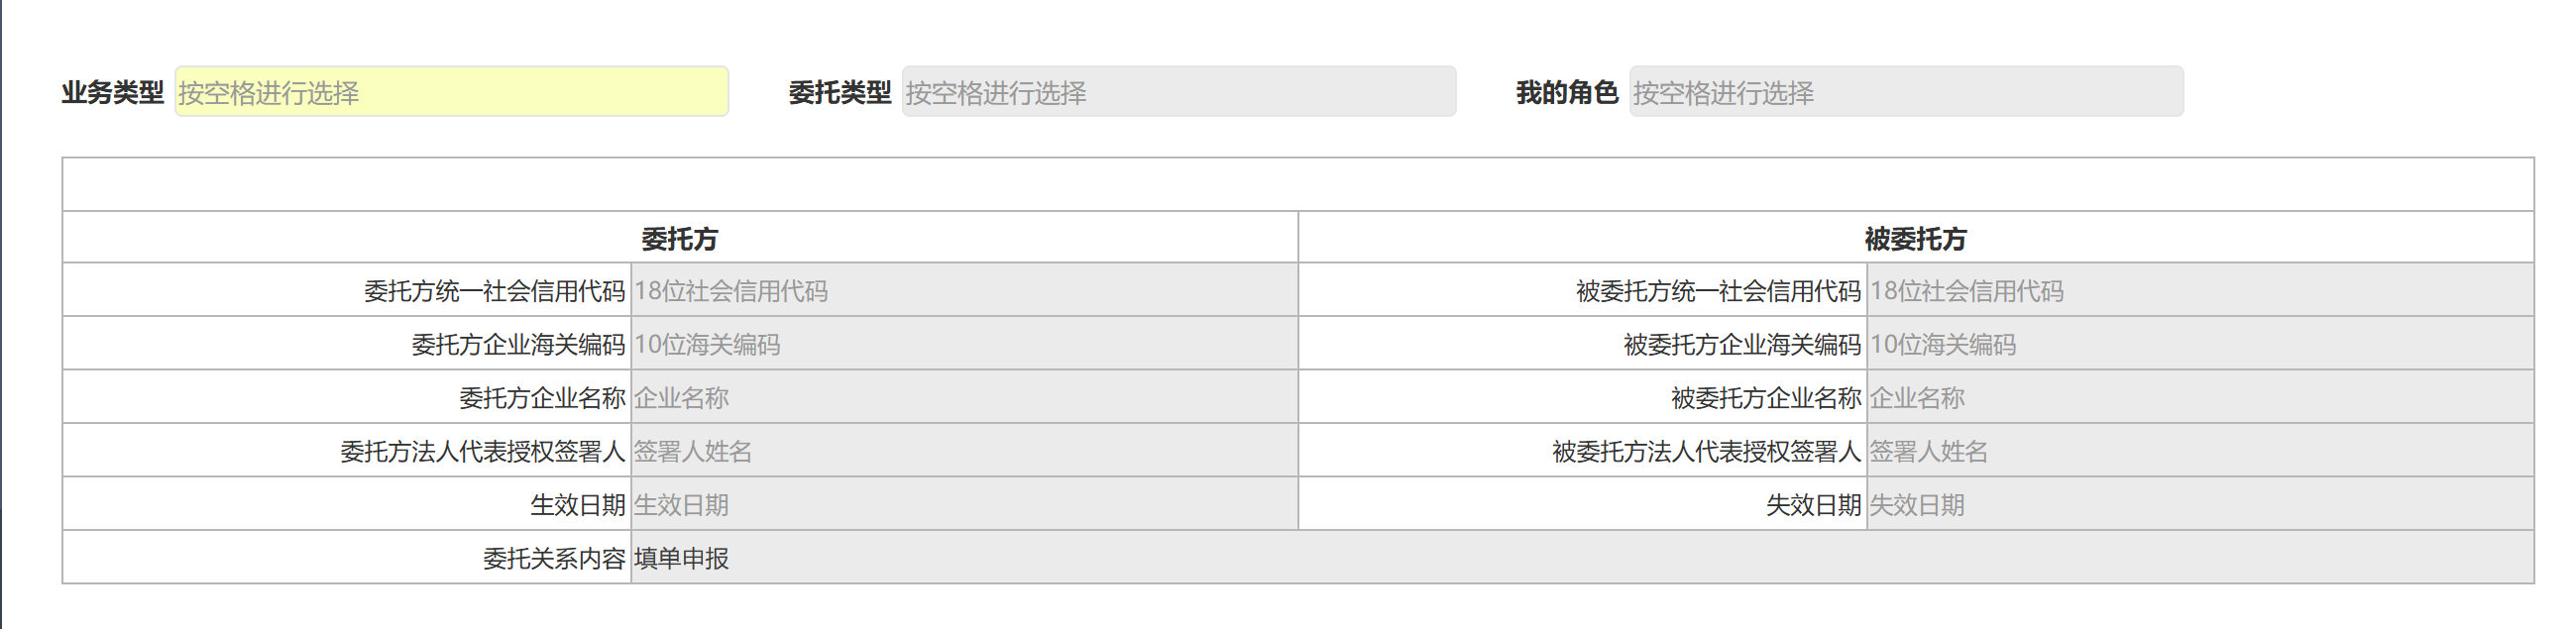 业务类型 按空格进行选择 委托类型 按空格进行选择 我的角色 按空格进行选择
委托方 被委托方
委托方统一社会信用代码 18位社会信用代码 被委托方统一社会信用代码 18位社会信用代码
委托方企业海关编码 10位海关编码 被委托方企业海关编码 10位海关编码
委托方企业名称 企业名称 被委托方企业名称 企业名称
委托方法人代表授权签署人 签署人姓名 被委托方法人代表授权签署人 签署人姓名
生效日期 生效日期 失效日期 失效日期
委托关系内容 填单申报